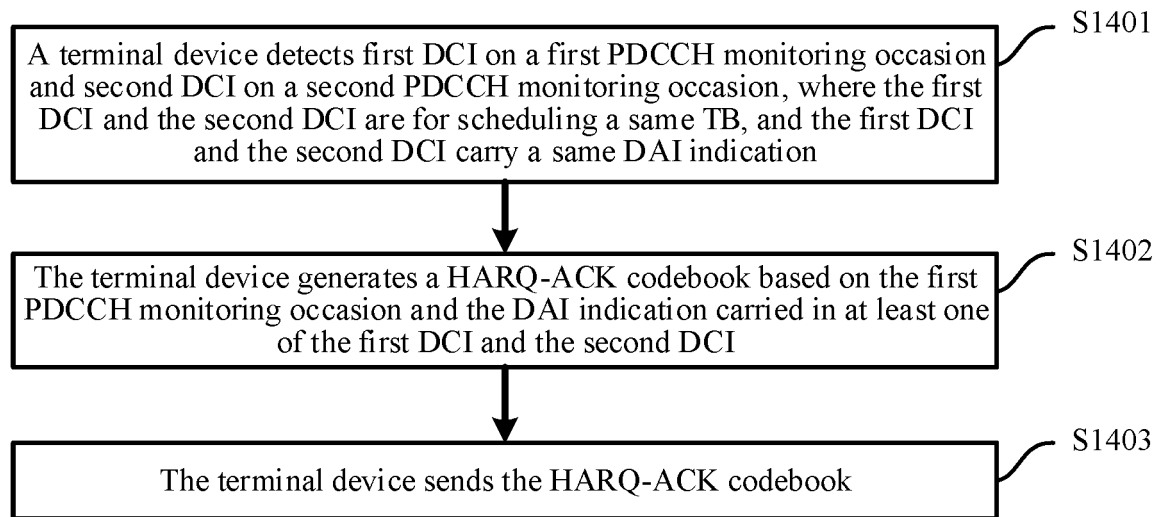 S1401
A terminal device detects first DCI on a first PDCCH monitoring occasion
and second DCI on a second PDCCH monitoring occasion, where the first
DCI and the second DCI are for scheduling a same TB, and the first DCI
and the second DCI carry a same DAI indication
S1402
The terminal device generates a HARQ-ACK codebook based on the first
PDCCH monitoring occasion and the DAI indication carried in at least one
of the first DCI and the second DCI
S1403
The terminal device sends the HARQ-ACK codebook